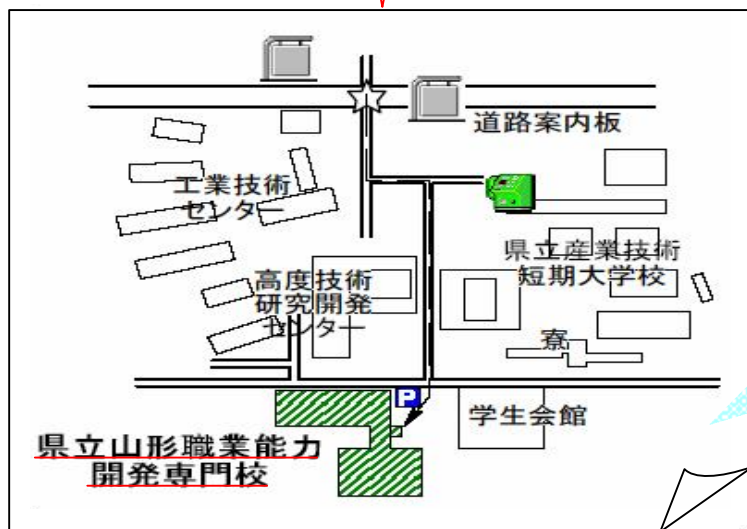 道路案内板
工業技術
センター
県立産業技術
短期大学校
高度技術
研究開発
センター
寮
P
学生会館
県立山形職業能力
開発専門校